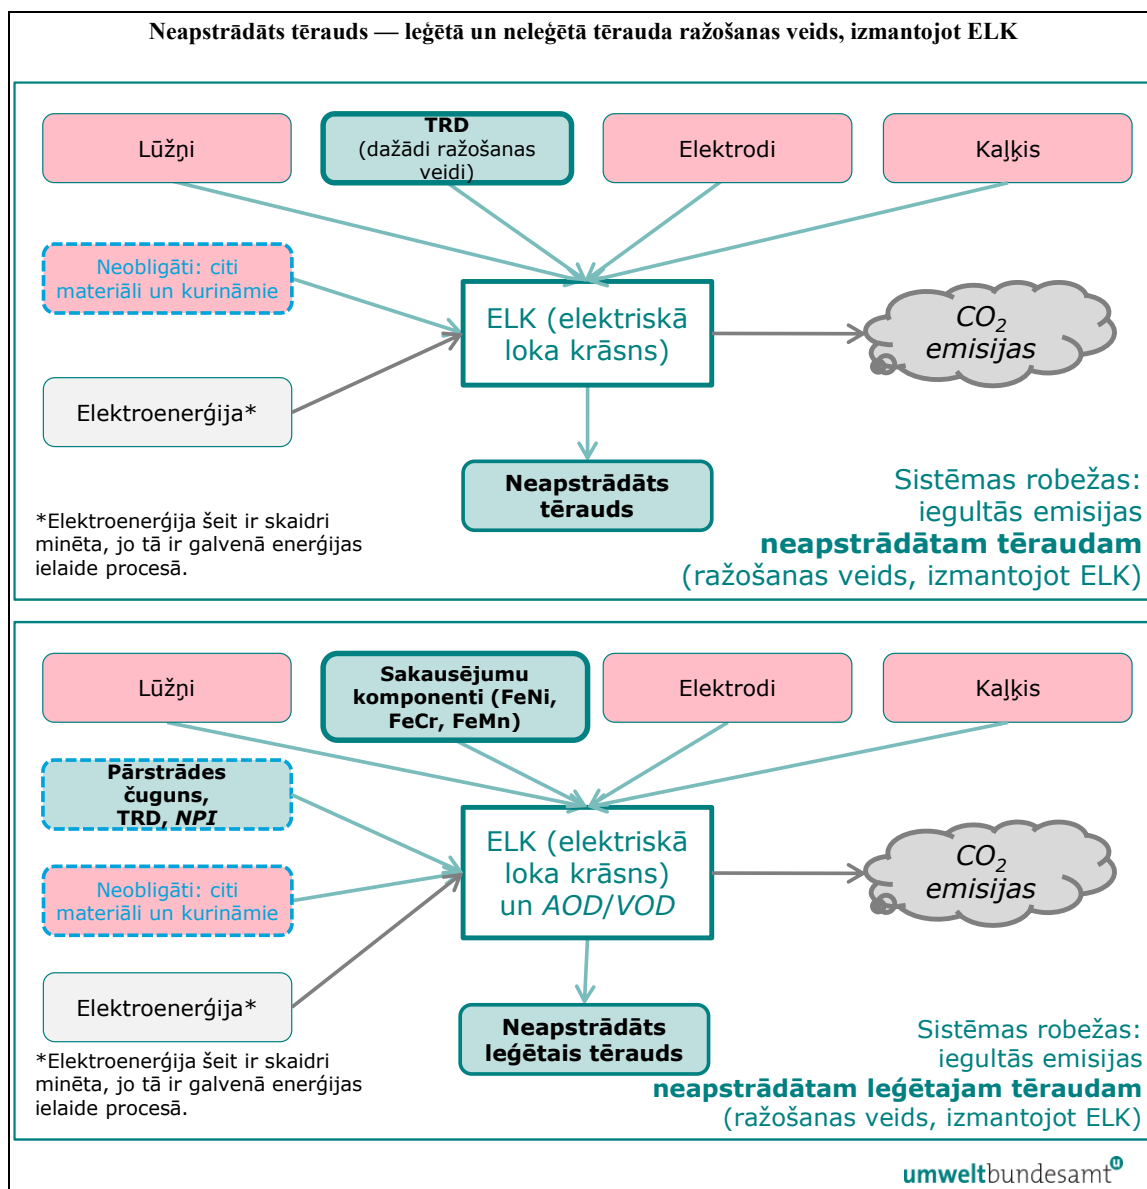 Neapstrādāts tērauds — leģētā un neleģētā tērauda ražošanas veids, izmantojot ELK
Lūžņi
TRD
(dažādi ražošanas
veidi)
Elektrodi
Kaļķis
Neobligāti: citi
materiāli un kurināmie
ELK (elektriskā
loka krāsns)
CO₂
emisijas
Elektroenerģija*
Neapstrādāts
tērauds
*Elektroenerģija šeit ir skaidri
minēta, jo tā ir galvenā enerģijas
ielaide procesā.
Sistēmas robežas:
iegultās emisijas
neapstrādātam tēraudam
(ražošanas veids, izmantojot ELK)
Lūžņi
Sakausējumu
komponenti (FeNi,
FeCr, FeMn)
Elektrodi
Kaļķis
Pārstrādes
čuguns,
TRD, NPI
Neobligāti: citi
materiāli un kurināmie
ELK (elektriskā
loka krāsns)
un AOD/VOD
CO₂
emisijas
Elektroenerģija*
Neapstrādāts
leģētais tērauds
*Elektroenerģija šeit ir skaidri
minēta, jo tā ir galvenā enerģijas
ielaide procesā.
Sistēmas robežas:
iegultās emisijas
neapstrādātam leģētajam tēraudam
(ražošanas veids, izmantojot ELK)
umweltbundesamt🅤